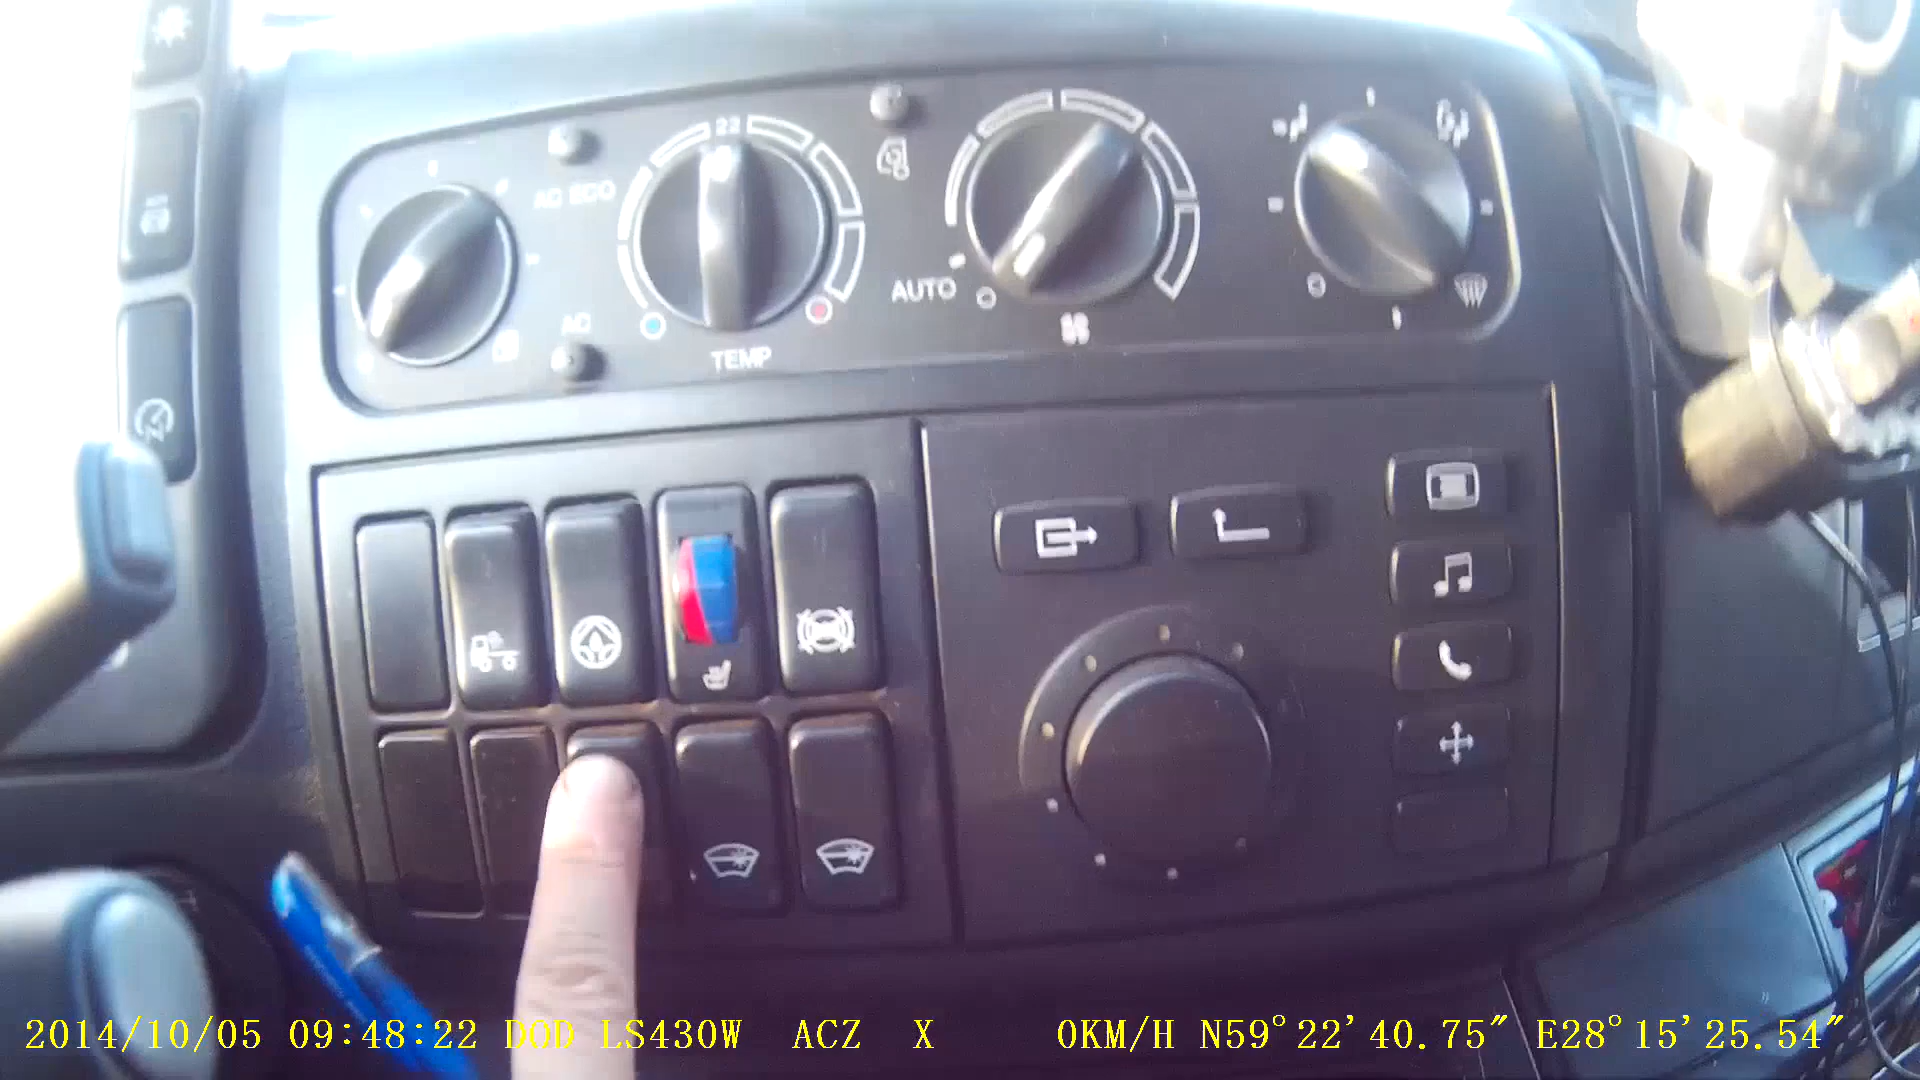 22
AC ECO
AUTO
AC
TEMP
2014/10/05 09:48:22 DOD LS430W ACZ X 0KM/H N59°22'40.75" E28°15'25.54"